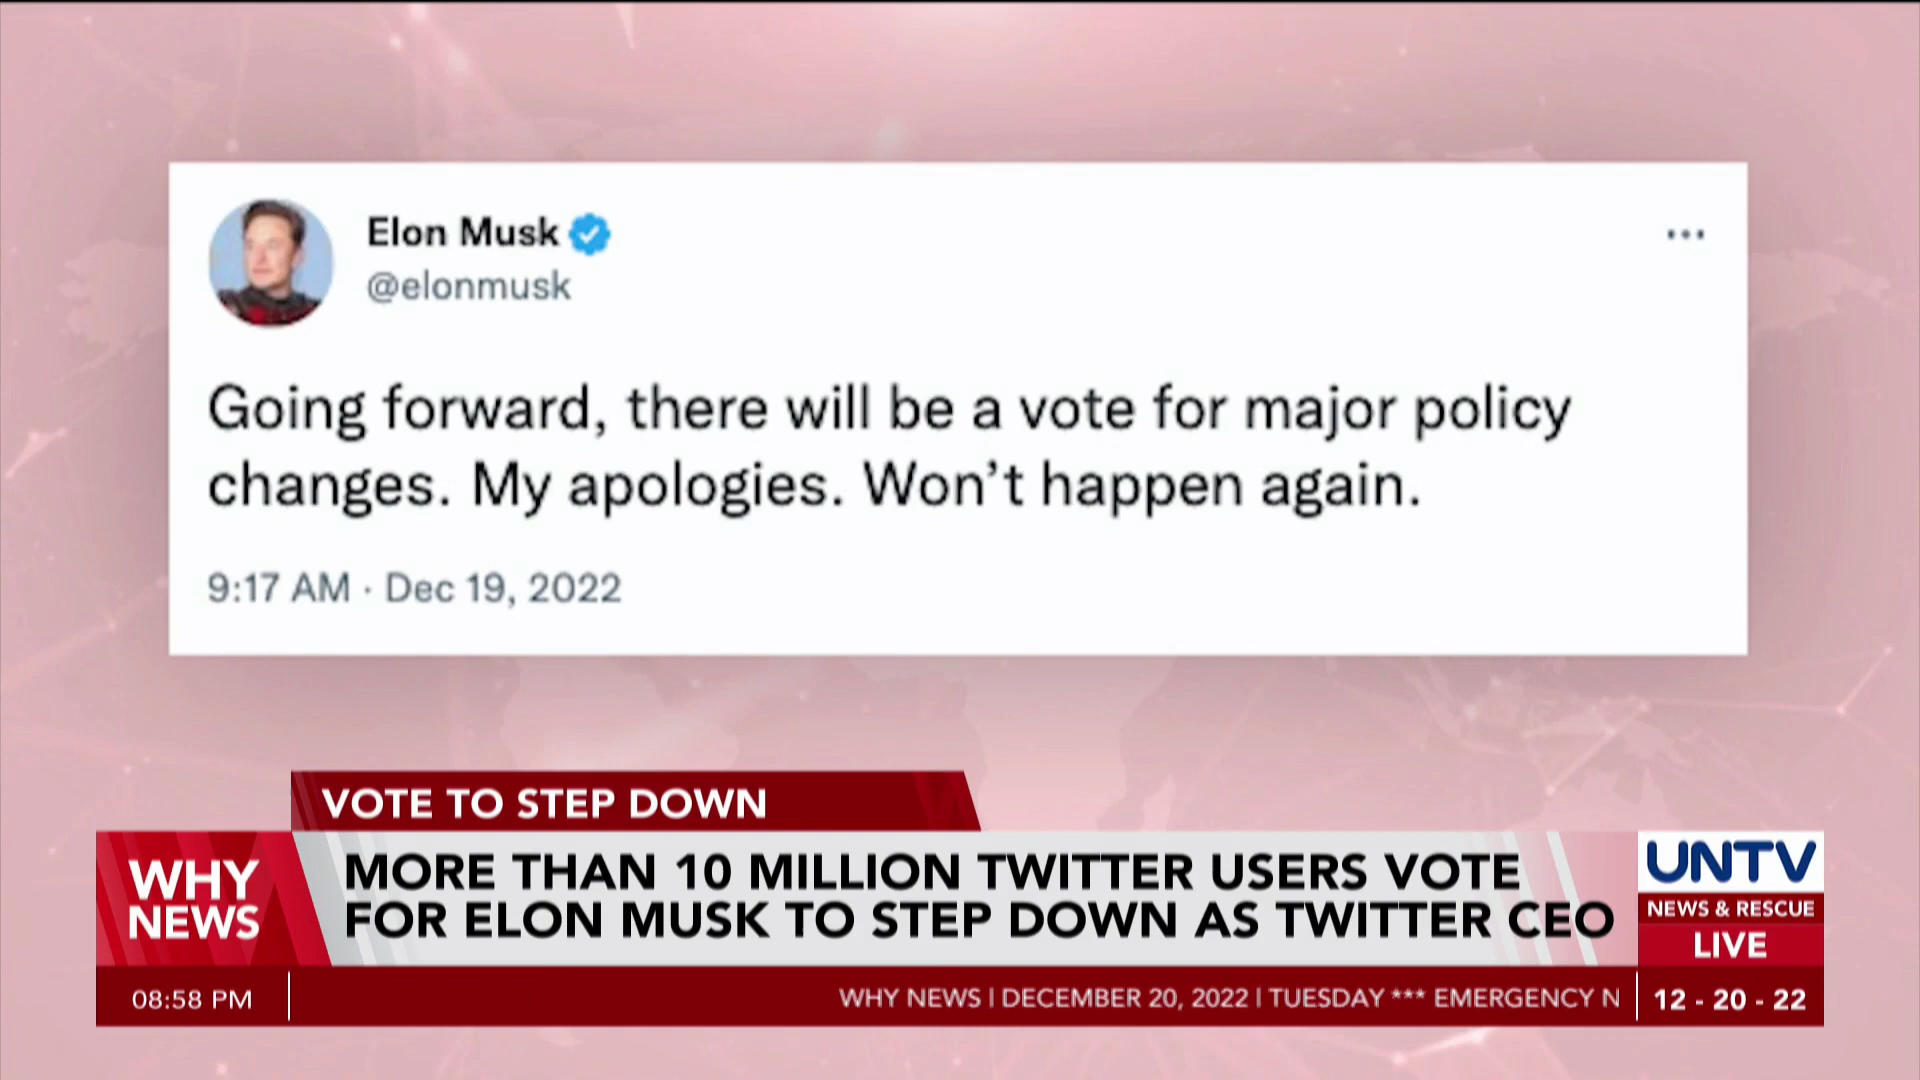 Elon Musk
@elonmusk
Going forward, there will be a vote for major policy
changes. My apologies. Won't happen again.
9:17 AM · Dec 19, 2022
VOTE TO STEP DOWN
WHY
NEWS
MORE THAN 10 MILLION TWITTER USERS VOTE
FOR ELON MUSK TO STEP DOWN AS TWITTER CEO
UNTV
NEWS & RESCUE
LIVE
08:58 PM
WHY NEWS | DECEMBER 20, 2022 | TUESDAY *** EMERGENCY N
12 - 20 - 22